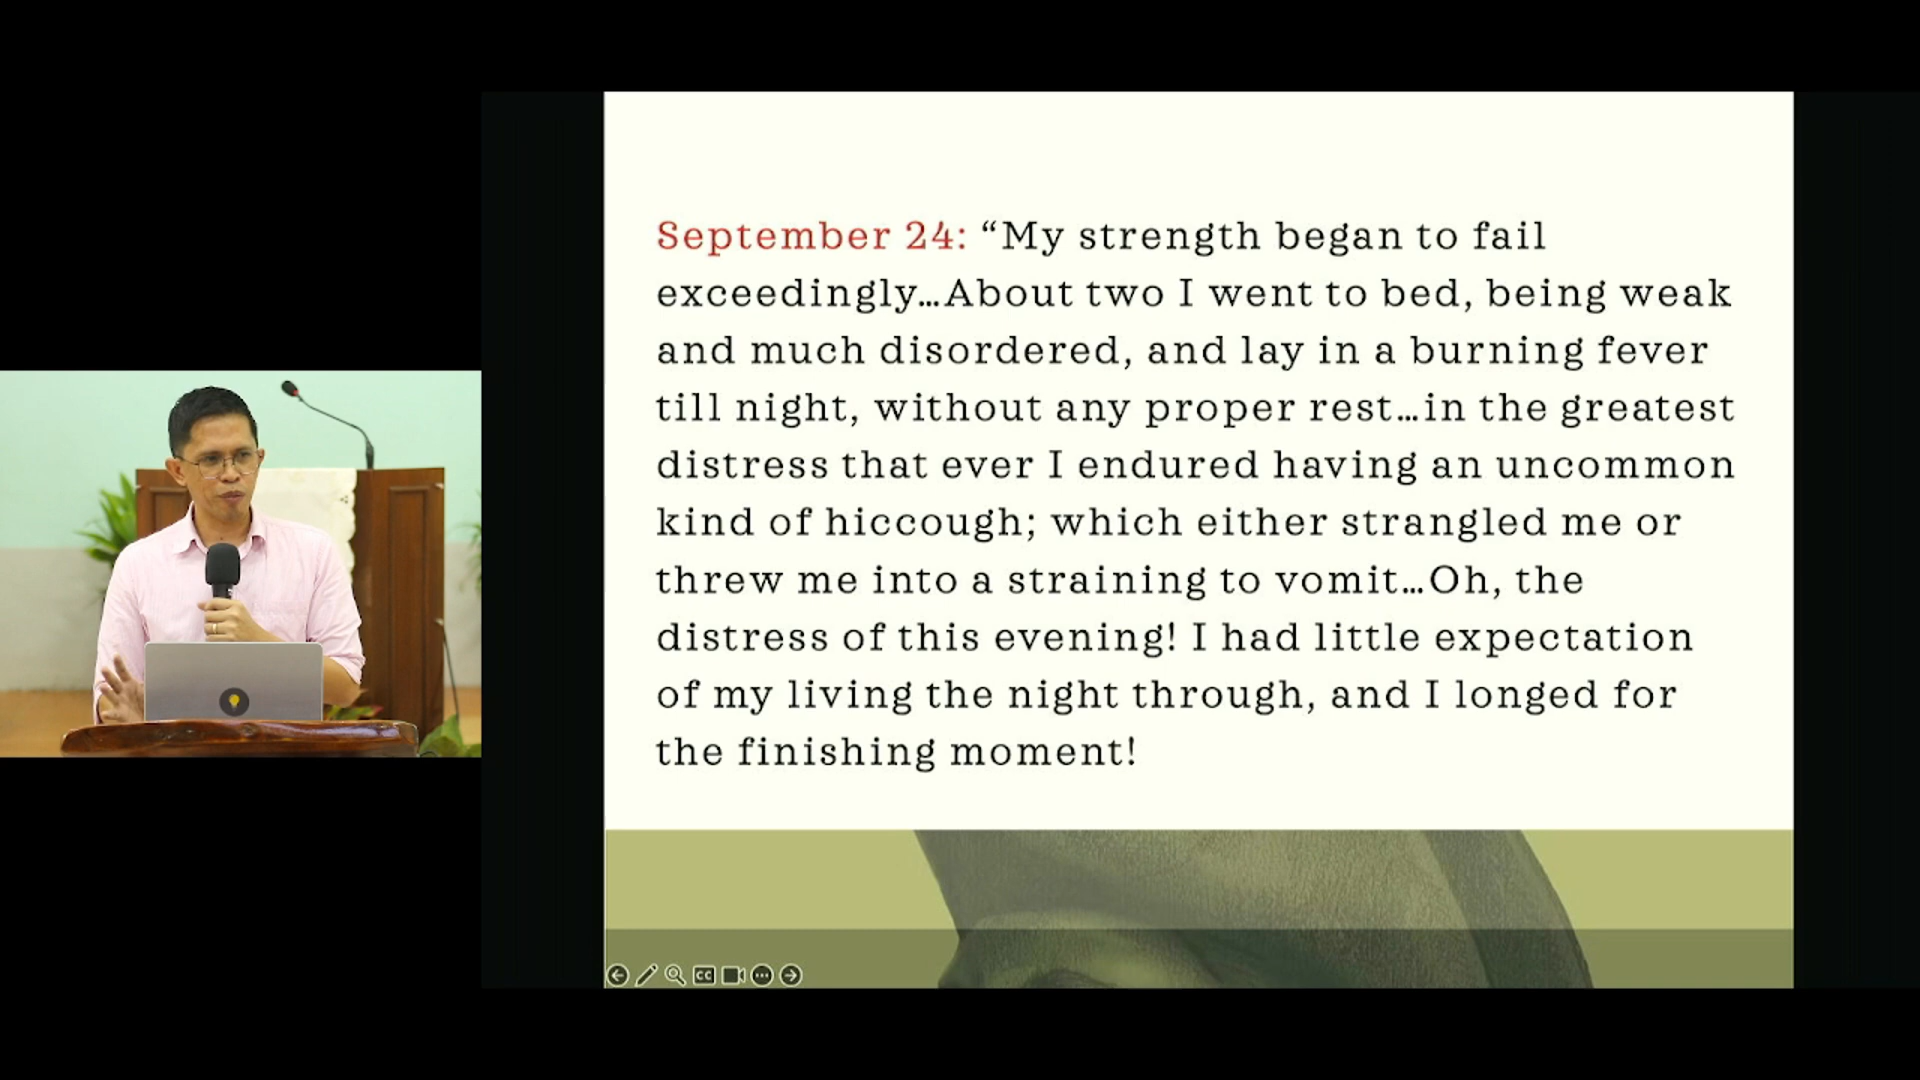 September 24: “My strength began to fail
exceedingly...About two I went to bed, being weak
and much disordered, and lay in a burning fever
till night, without any proper rest...in the greatest
distress that ever I endured having an uncommon
kind of hiccough; which either strangled me or
threw me into a straining to vomit...Oh, the
distress of this evening! I had little expectation
of my living the night through, and I longed for
the finishing moment!
CC